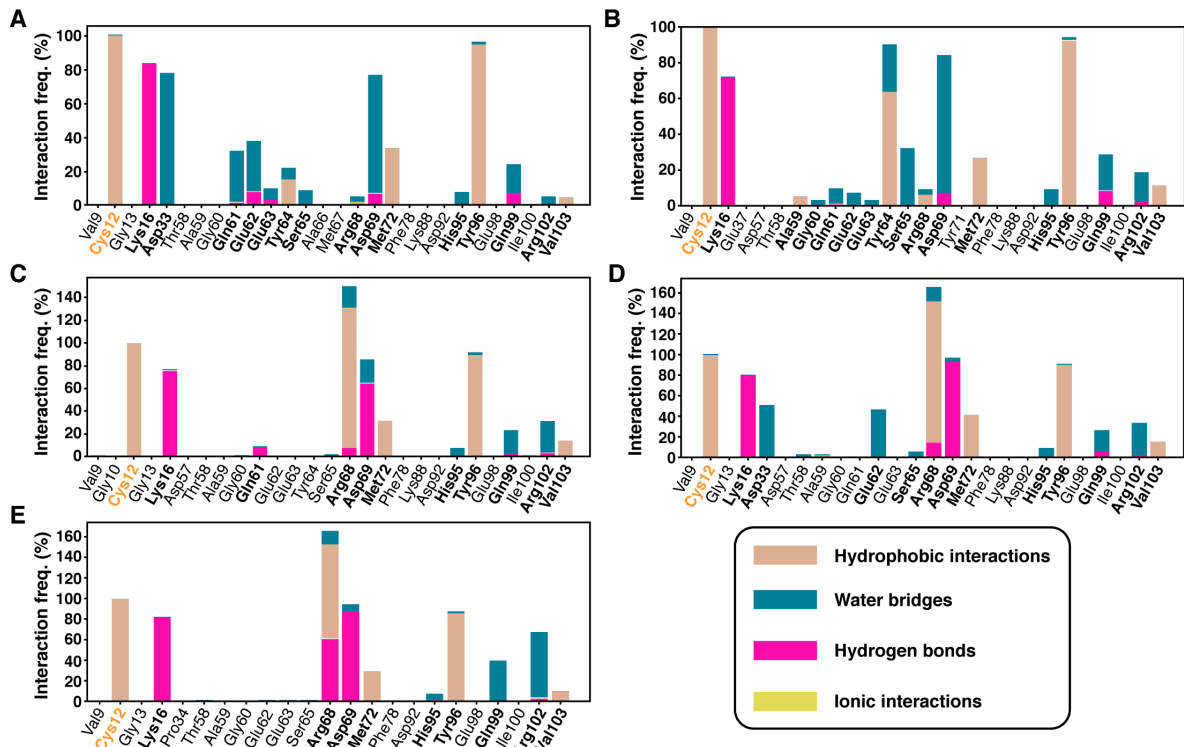 A
Interaction freq. (%)
100
80
60
40
20
0
Val9
Cys12
Gly13
Lys16
Asp33
Thr58
Ala59
Gly60
Gln61
Glu62
Glu63
Tyr64
Ser65
Ala66
Met67
Arg68
Asp69
Met72
Phe78
Lys88
Asp92
His95
Tyr96
Glu98
Gln99
Ile100
Arg102
Val103
B
Interaction freq. (%)
100
80
60
40
20
0
Val9
Cys12
Lys16
Glu37
Asp57
Thr58
Ala59
Gly60
Gln61
Glu62
Glu63
Tyr64
Ser65
Arg68
Asp69
Tyr71
Met72
Phe78
Lys88
Asp92
His95
Tyr96
Glu98
Gln99
Ile100
Arg102
Val103
C
Interaction freq. (%)
140
120
100
80
60
40
20
0
Val9
Gly10
Cys12
Gly13
Lys16
Asp57
Thr58
Ala59
Gly60
Gln61
Glu62
Glu63
Tyr64
Ser65
Arg68
Asp69
Met72
Phe78
Lys88
Asp92
His95
Tyr96
Glu98
Gln99
Ile100
Arg102
Val103
D
Interaction freq. (%)
160
140
120
100
80
60
40
20
0
Val9
Cys12
Gly13
Lys16
Asp33
Asp57
Thr58
Ala59
Gly60
Gln61
Glu62
Glu63
Ser65
Arg68
Asp69
Met72
Phe78
Lys88
Asp92
His95
Tyr96
Glu98
Gln99
Ile100
Arg102
Val103
E
Interaction freq. (%)
160
140
120
100
80
60
40
20
0
Val9
Cys12
Gly13
Lys16
Pro34
Thr58
Ala59
Gly60
Glu62
Glu63
Ser65
Arg68
Asp69
Met72
Phe78
Asp92
His95
Tyr96
Glu98
Gln99
Ile100
Arg102
Val103
Hydrophobic interactions
Water bridges
Hydrogen bonds
Ionic interactions